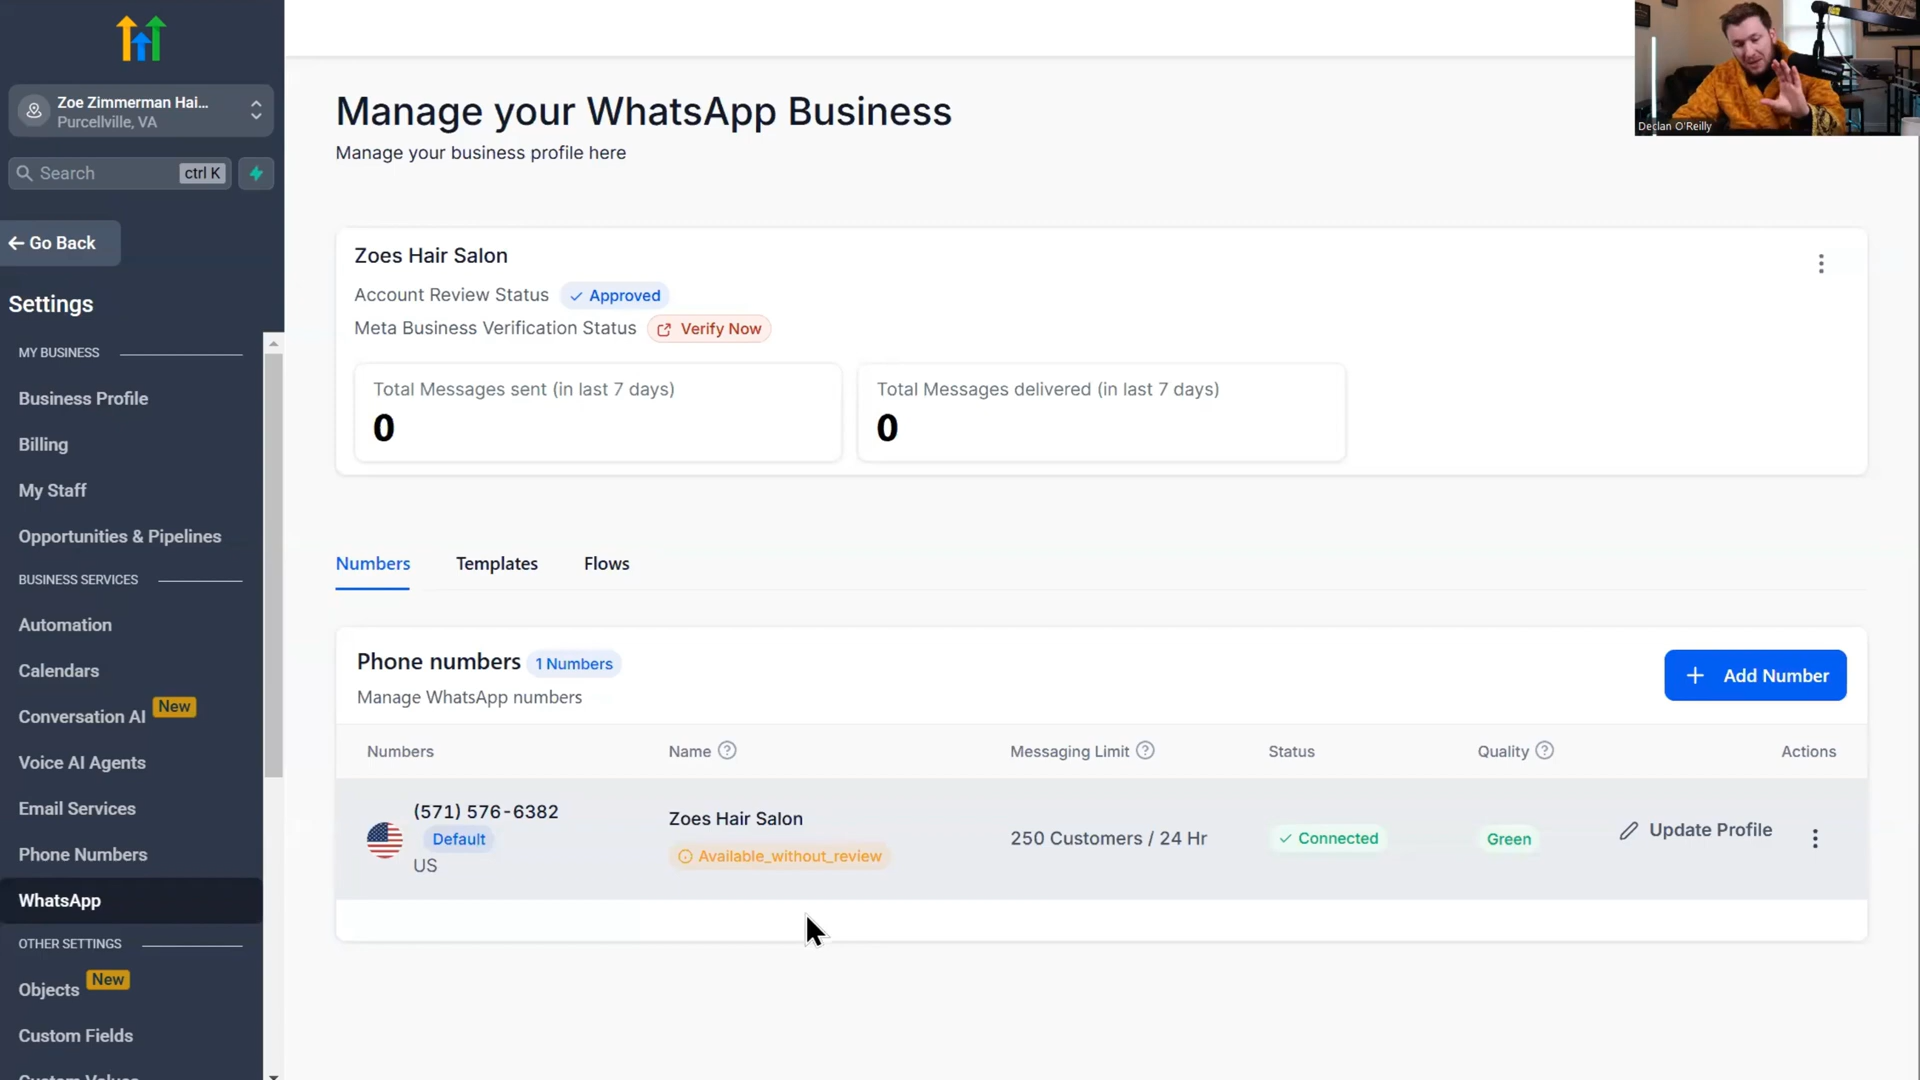 Zoe Zimmerman Hai...
Purcellville, VA
Search ctrl K
Go Back
Settings
MY BUSINESS
Business Profile
Billing
My Staff
Opportunities & Pipelines
BUSINESS SERVICES
Automation
Calendars
Conversation AI New
Voice AI Agents
Email Services
Phone Numbers
WhatsApp
OTHER SETTINGS
Objects New
Custom Fields
Custom Values
Declan O'Reilly
Manage your WhatsApp Business
Manage your business profile here
Zoes Hair Salon
Account Review Status Approved
Meta Business Verification Status Verify Now
Total Messages sent (in last 7 days)
0
Total Messages delivered (in last 7 days)
0
Numbers Templates Flows
Phone numbers 1 Numbers
Manage WhatsApp numbers
+ Add Number
Numbers Name Messaging Limit Status Quality Actions
(571) 576-6382
Default
US
Zoes Hair Salon
Available_without_review
250 Customers / 24 Hr
Connected
Green
Update Profile